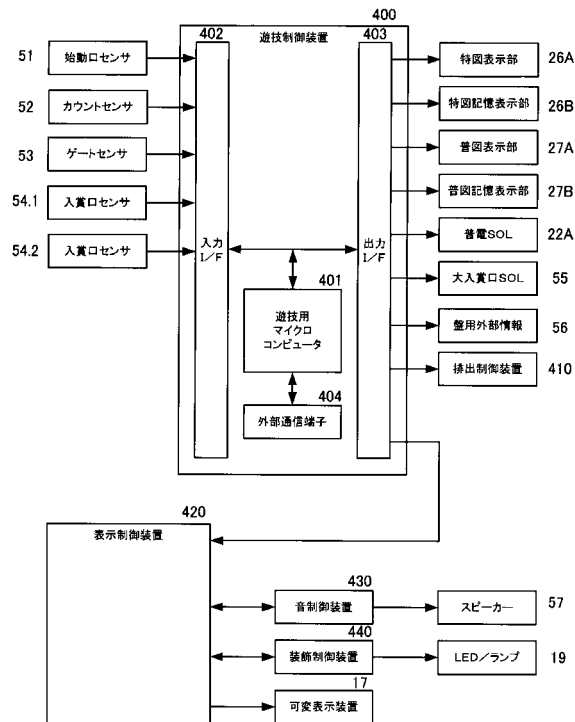 400
402
遊技制御装置
403
51
始動口センサ
特図表示部
26A
52
カウントセンサ
特図記憶表示部
26B
53
ゲートセンサ
普図表示部
27A
54.1
入賞口センサ
普図記憶表示部
27B
54.2
入賞口センサ
入力
I/F
出力
I/F
普電SOL
22A
401
遊技用
マイクロ
コンピュータ
大入賞口SOL
55
盤用外部情報
56
404
外部通信端子
排出制御装置
410
420
表示制御装置
430
音制御装置
スピーカー
57
440
装飾制御装置
LED/ランプ
19
17
可変表示装置